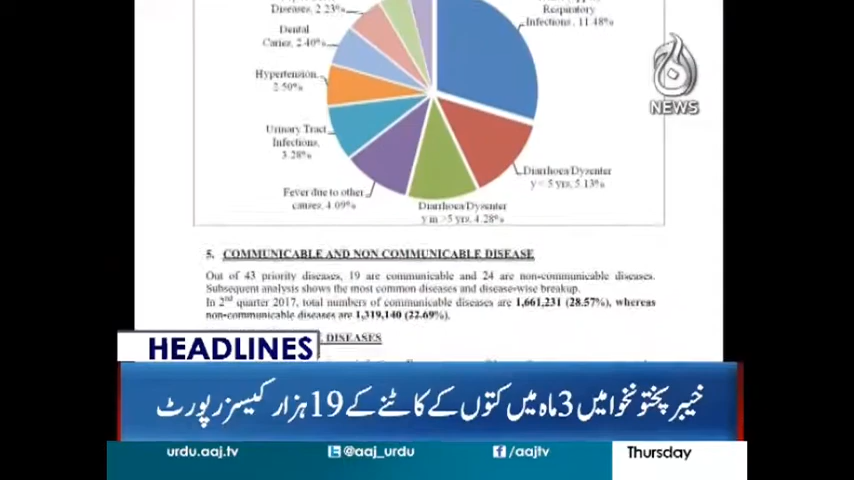 Diseases, 2.23%
Respiratory
Infections, 11.48%
Dental
Caries, 2.40%
Hypertension,
2.50%
Urinary Tract
Infections,
3.28%
Fever due to other
causes, 4.09%
Diarrhoea/Dysenter
y in >5 yrs, 4.28%
Diarrhoea/Dysenter
y < 5 yrs, 5.13%
NEWS
5. COMMUNICABLE AND NON COMMUNICABLE DISEASE
Out of 43 priority diseases, 19 are communicable and 24 are non-communicable diseases.
Subsequent analysis shows the most common diseases and disease-wise breakup.
In 2nd quarter 2017, total numbers of communicable diseases are 1,661,231 (28.57%), whereas
non-communicable diseases are 1,319,140 (22.69%).
DISEASES
HEADLINES
خیبرپختونخوا میں 3 ماہ میں کتوں کے کاٹنے کے 19 ہزار کیسز رپورٹ
urdu.aaj.tv @aaj_urdu /aajtv Thursday